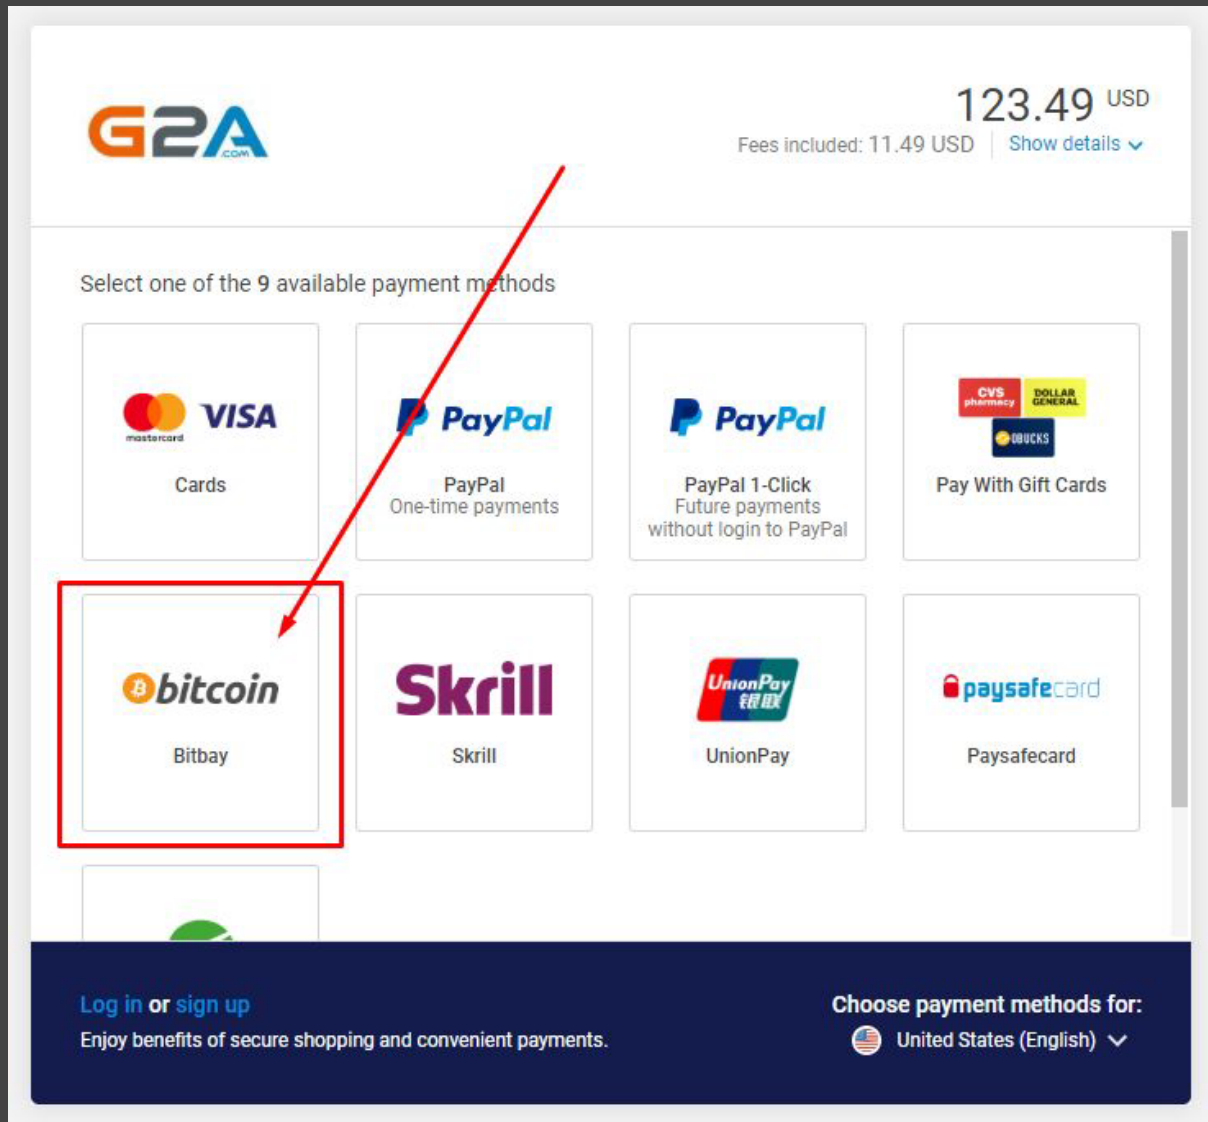 G2A
.COM
123.49 USD
Fees included: 11.49 USD
Show details
Select one of the 9 available payment methods
mastercard
VISA
Cards
PayPal
PayPal
One-time payments
PayPal
PayPal 1-Click
Future payments
without login to PayPal
CVS
pharmacy
DOLLAR
GENERAL
OBUCKS
Pay With Gift Cards
bitcoin
Bitbay
Skrill
Skrill
UnionPay
银联
UnionPay
paysafecard
Paysafecard
Log in or sign up
Enjoy benefits of secure shopping and convenient payments.
Choose payment methods for:
United States (English)